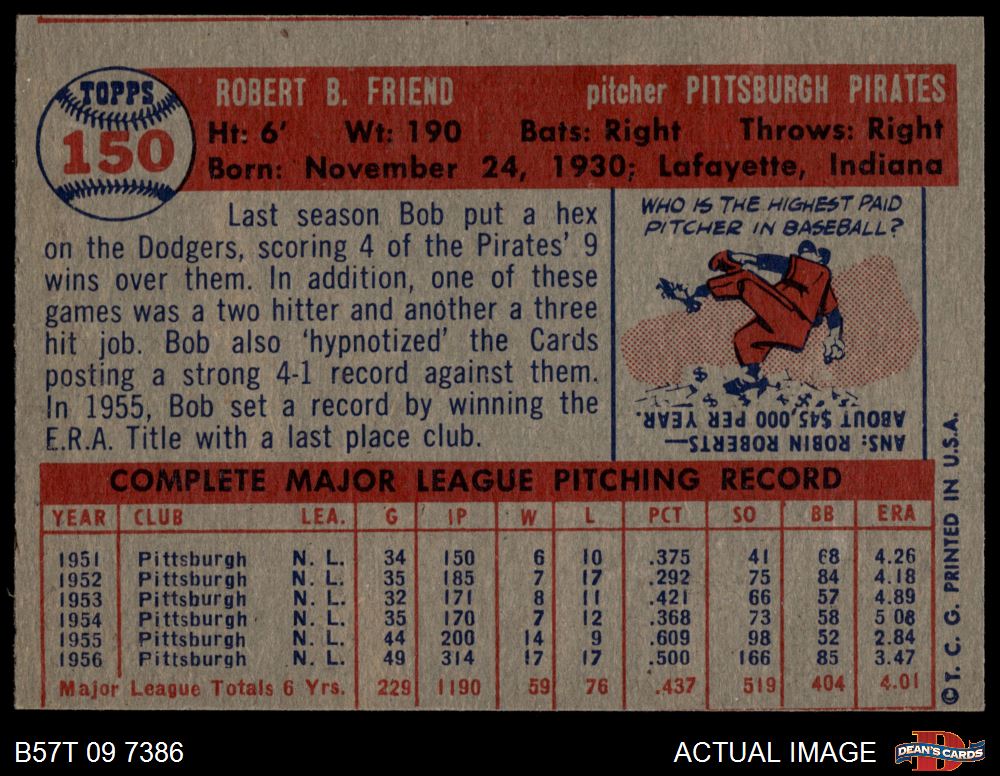 TOPPS
150
ROBERT B. FRIEND pitcher PITTSBURGH PIRATES
Ht: 6' Wt: 190 Bats: Right Throws: Right
Born: November 24, 1930; Lafayette, Indiana
Last season Bob put a hex
on the Dodgers, scoring 4 of the Pirates' 9
wins over them. In addition, one of these
games was a two hitter and another a three
hit job. Bob also 'hypnotized' the Cards
posting a strong 4-1 record against them.
In 1955, Bob set a record by winning the
E.R.A. Title with a last place club.
WHO IS THE HIGHEST PAID
PITCHER IN BASEBALL?
ANS: ROBIN ROBERTS—
ABOUT $45,000 PER YEAR.
COMPLETE MAJOR LEAGUE PITCHING RECORD
YEAR CLUB LEA. G IP W L PCT SO BB ERA
1951 Pittsburgh N. L. 34 150 6 10 .375 41 68 4.26
1952 Pittsburgh N. L. 35 185 7 17 .292 75 84 4.18
1953 Pittsburgh N. L. 32 171 8 11 .421 66 57 4.89
1954 Pittsburgh N. L. 35 170 7 12 .368 73 58 5 08
1955 Pittsburgh N. L. 44 200 14 9 .609 98 52 2.84
1956 Pittsburgh N. L. 49 314 17 17 .500 166 85 3.47
Major League Totals 6 Yrs. 229 1190 59 76 .437 519 404 4.01
© T. C. G. PRINTED IN U.S.A.
B57T 09 7386
ACTUAL IMAGE
DEAN'S CARDS